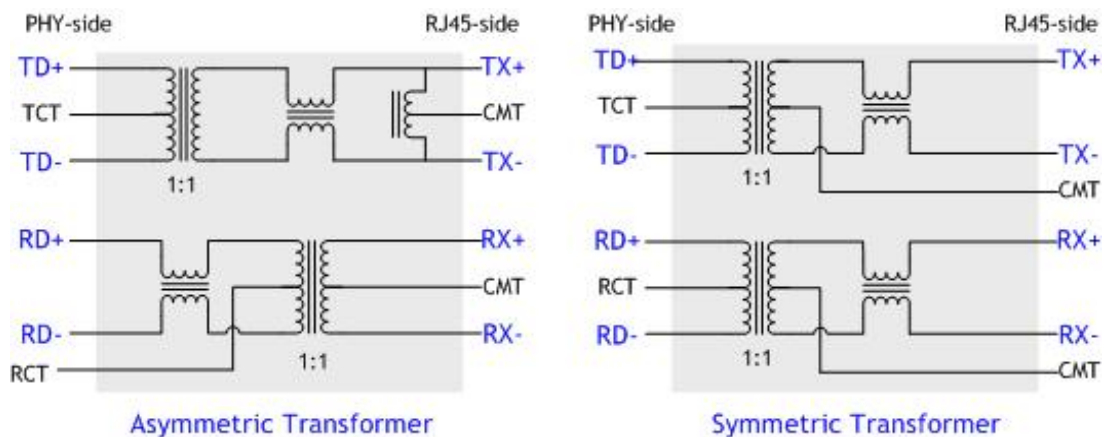 PHY-side
RJ45-side
TD+
TX+
TCT
CMT
TD-
TX-
1:1
RD+
RX+
CMT
RD-
RX-
RCT
1:1
Asymmetric Transformer
PHY-side
RJ45-side
TD+
TX+
TCT
TD-
TX-
1:1
CMT
RD+
RX+
RCT
RD-
RX-
1:1
CMT
Symmetric Transformer